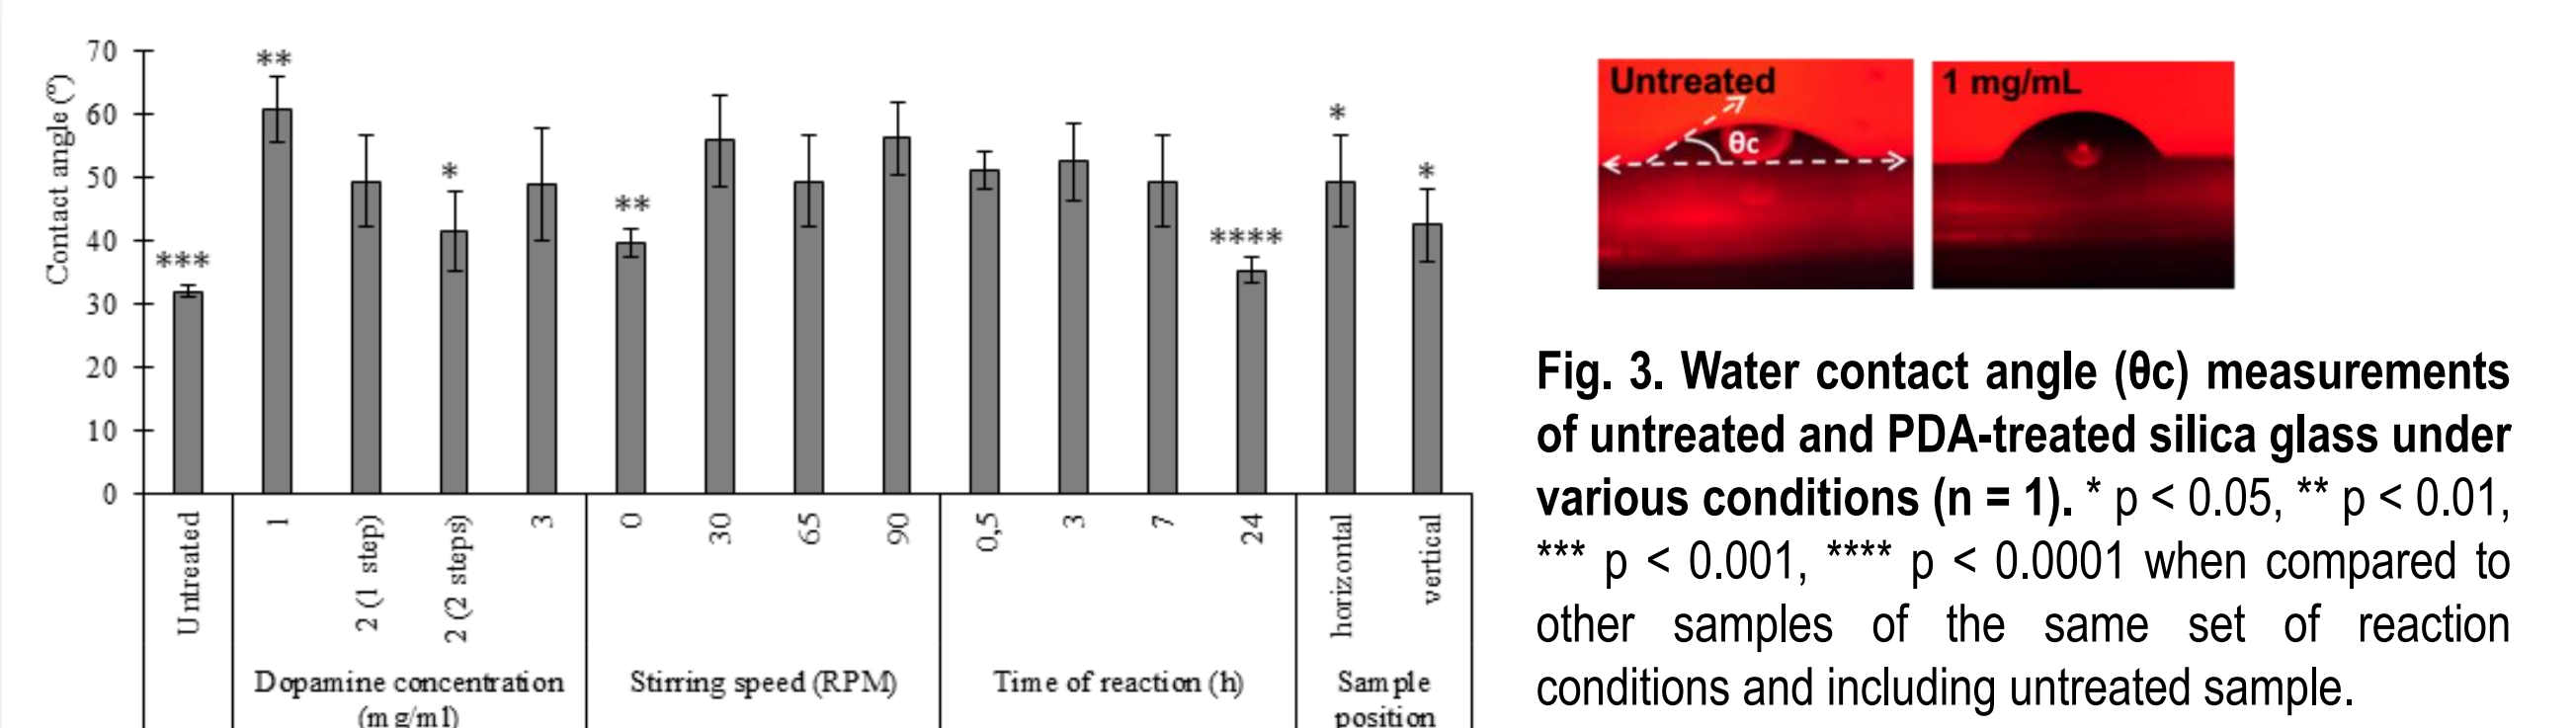 Contact angle (º)
70
60
50
40
30
20
10
0
***
**
*
**
****
*
*
Untreated
1
2 (1 step)
2 (2 steps)
3
0
30
65
90
0,5
3
7
24
horizontal
vertical
Dopamine concentration
(mg/ml)
Stirring speed (RPM)
Time of reaction (h)
Sample
position
Untreated
θc
1 mg/mL
Fig. 3. Water contact angle (θc) measurements
of untreated and PDA-treated silica glass under
various conditions (n = 1). * p < 0.05, ** p < 0.01,
*** p < 0.001, **** p < 0.0001 when compared to
other samples of the same set of reaction
conditions and including untreated sample.